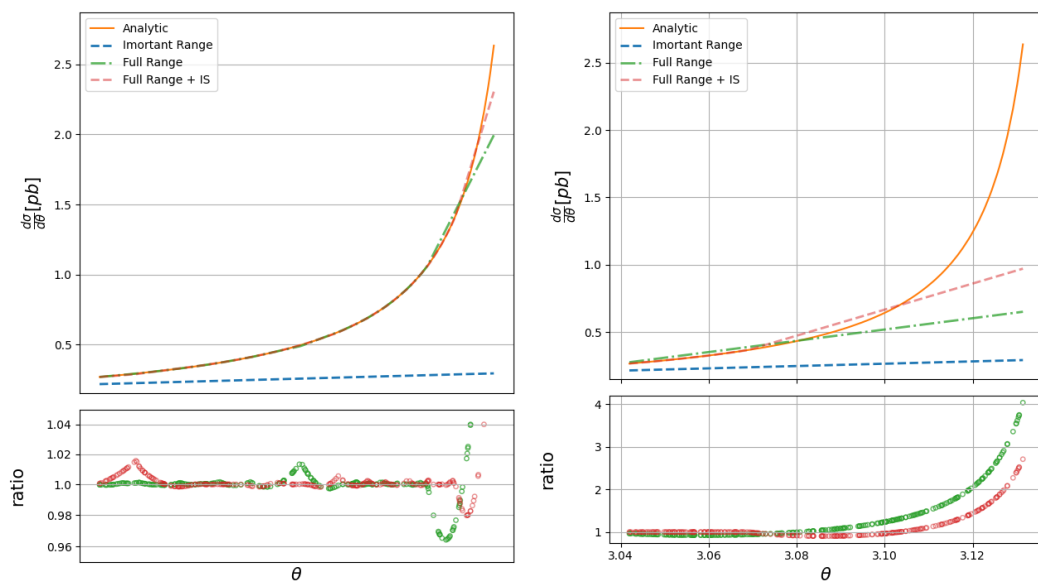 Analytic
Imortant Range
Full Range
Full Range + IS
2.5
2.0
1.5
1.0
0.5
dσ/dθ [pb]
1.04
1.02
1.00
0.98
0.96
ratio
θ
Analytic
Imortant Range
Full Range
Full Range + IS
2.5
2.0
1.5
1.0
0.5
dσ/dθ [pb]
4
3
2
1
ratio
3.04 3.06 3.08 3.10 3.12
θ